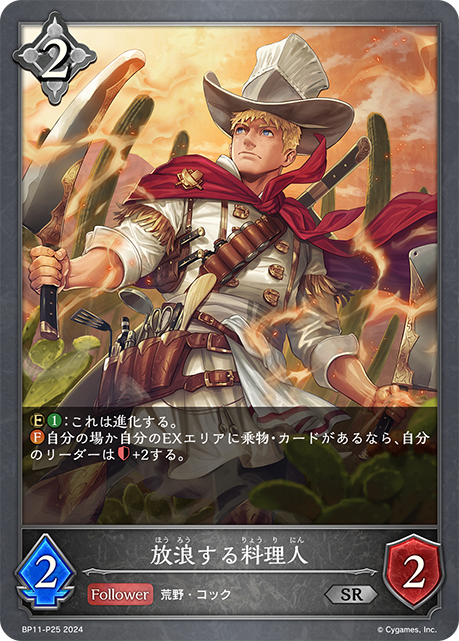 2
E 1:これは進化する。
F自分の場か自分のEXエリアに乗物・カードがあるなら、自分
のリーダーは+2する。
ほうろう りょうりにん
放浪する料理人
2 Follower 荒野・コック SR 2
BP11-P25 2024 © Cygames, Inc.